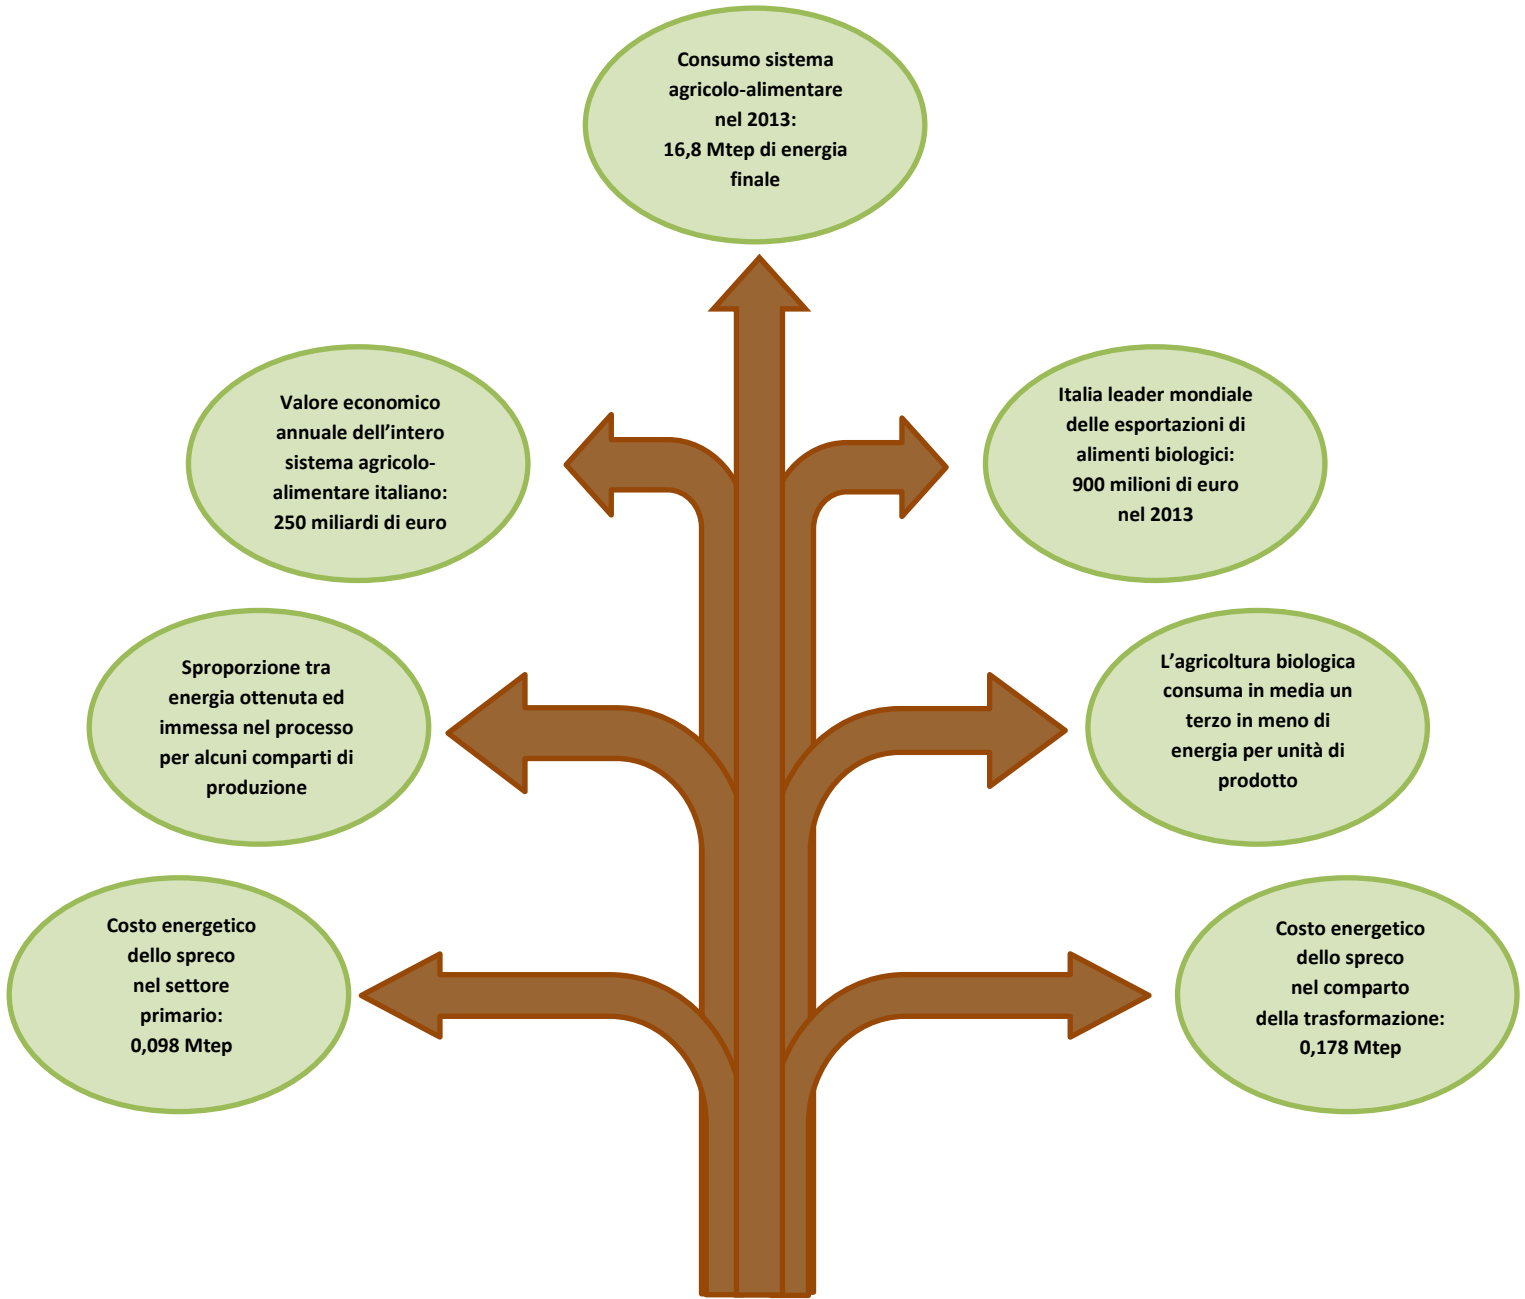 Consumo sistema
agricolo-alimentare
nel 2013:
16,8 Mtep di energia
finale
Valore economico
annuale dell’intero
sistema agricolo-
alimentare italiano:
250 miliardi di euro
Italia leader mondiale
delle esportazioni di
alimenti biologici:
900 milioni di euro
nel 2013
Sproporzione tra
energia ottenuta ed
immessa nel processo
per alcuni comparti di
produzione
L’agricoltura biologica
consuma in media un
terzo in meno di
energia per unità di
prodotto
Costo energetico
dello spreco
nel settore
primario:
0,098 Mtep
Costo energetico
dello spreco
nel comparto
della trasformazione:
0,178 Mtep